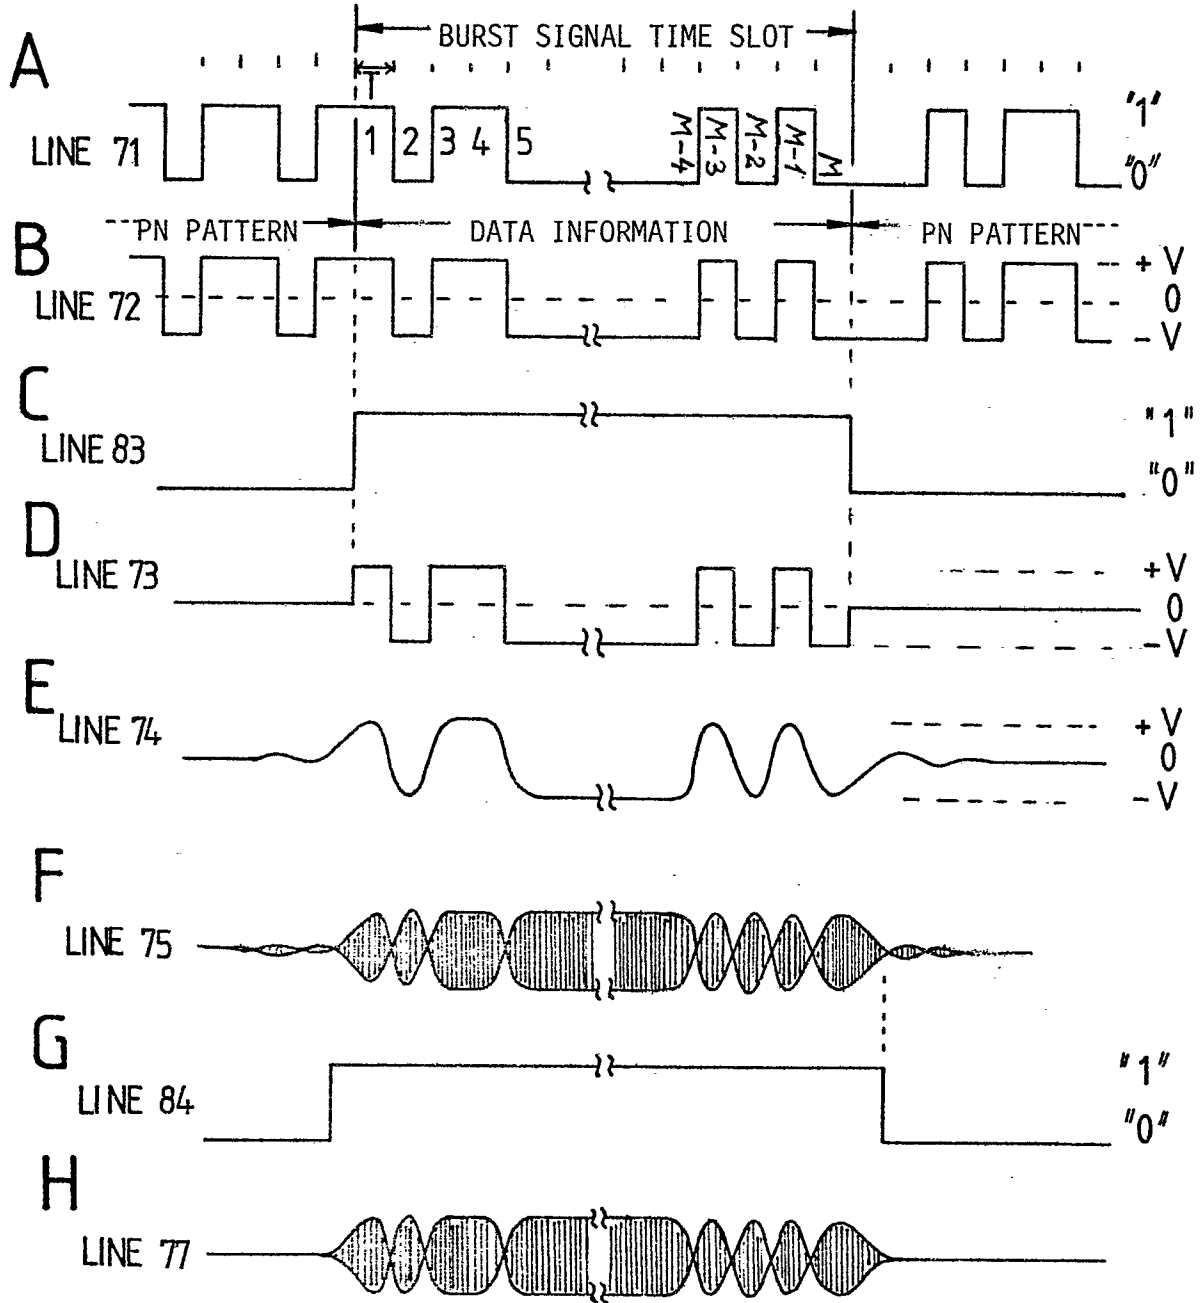 A
BURST SIGNAL TIME SLOT
T
LINE 71
1 2 3 4 5 M-4 M-3 M-2 M-1 M
"1"
"0"
B
PN PATTERN DATA INFORMATION PN PATTERN
LINE 72
+ V
0
- V
C
LINE 83
"1"
"0"
D
LINE 73
+ V
0
- V
E
LINE 74
+ V
0
- V
F
LINE 75
G
LINE 84
"1"
"0"
H
LINE 77